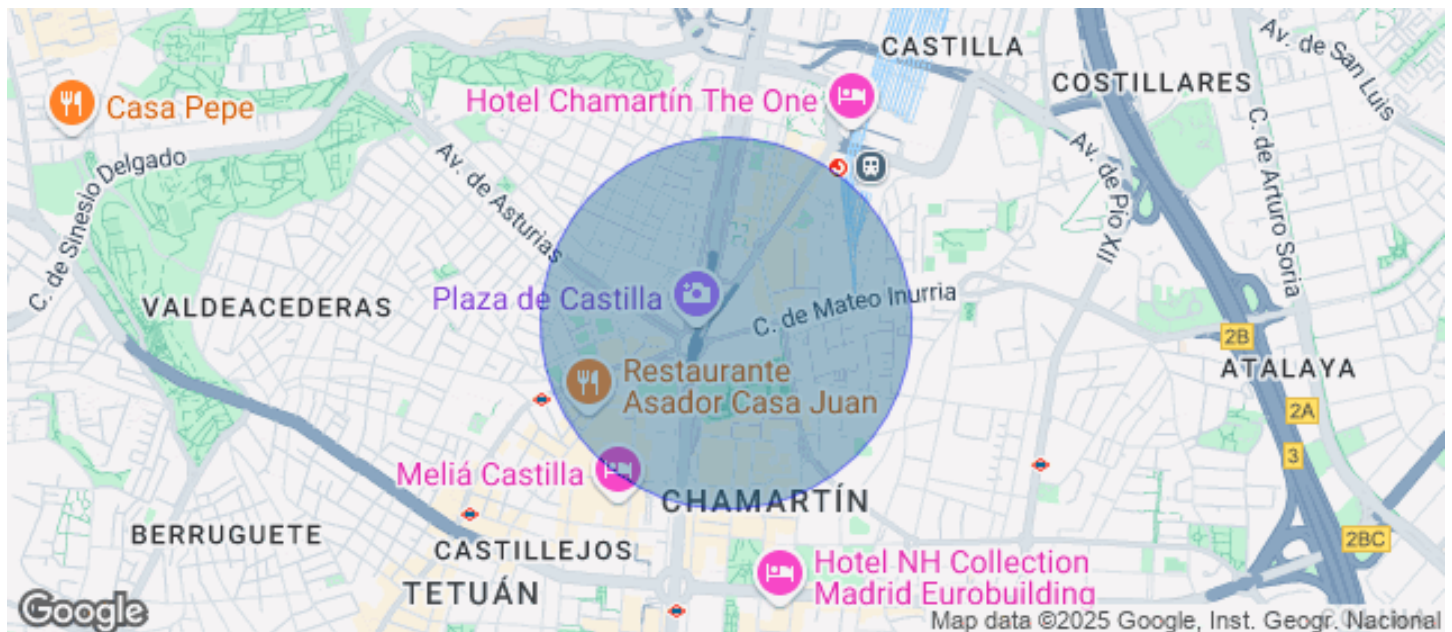 CASTILLA
Av. de San Luis
COSTILLARES
Hotel Chamartín The One
Casa Pepe
C. de Sinesio Delgado
Av. de Asturias
Av. de Pío XII
C. de Arturo Soria
VALDEACEDERAS
Plaza de Castilla
C. de Mateo Inurria
2B
ATALAYA
Restaurante
Asador Casa Juan
2A
3
Meliá Castilla
CHAMARTÍN
BERRUGUETE
CASTILLEJOS
2BC
TETUÁN
Hotel NH Collection
Madrid Eurobuilding
Google
Map data ©2025 Google, Inst. Geogr. Nacional